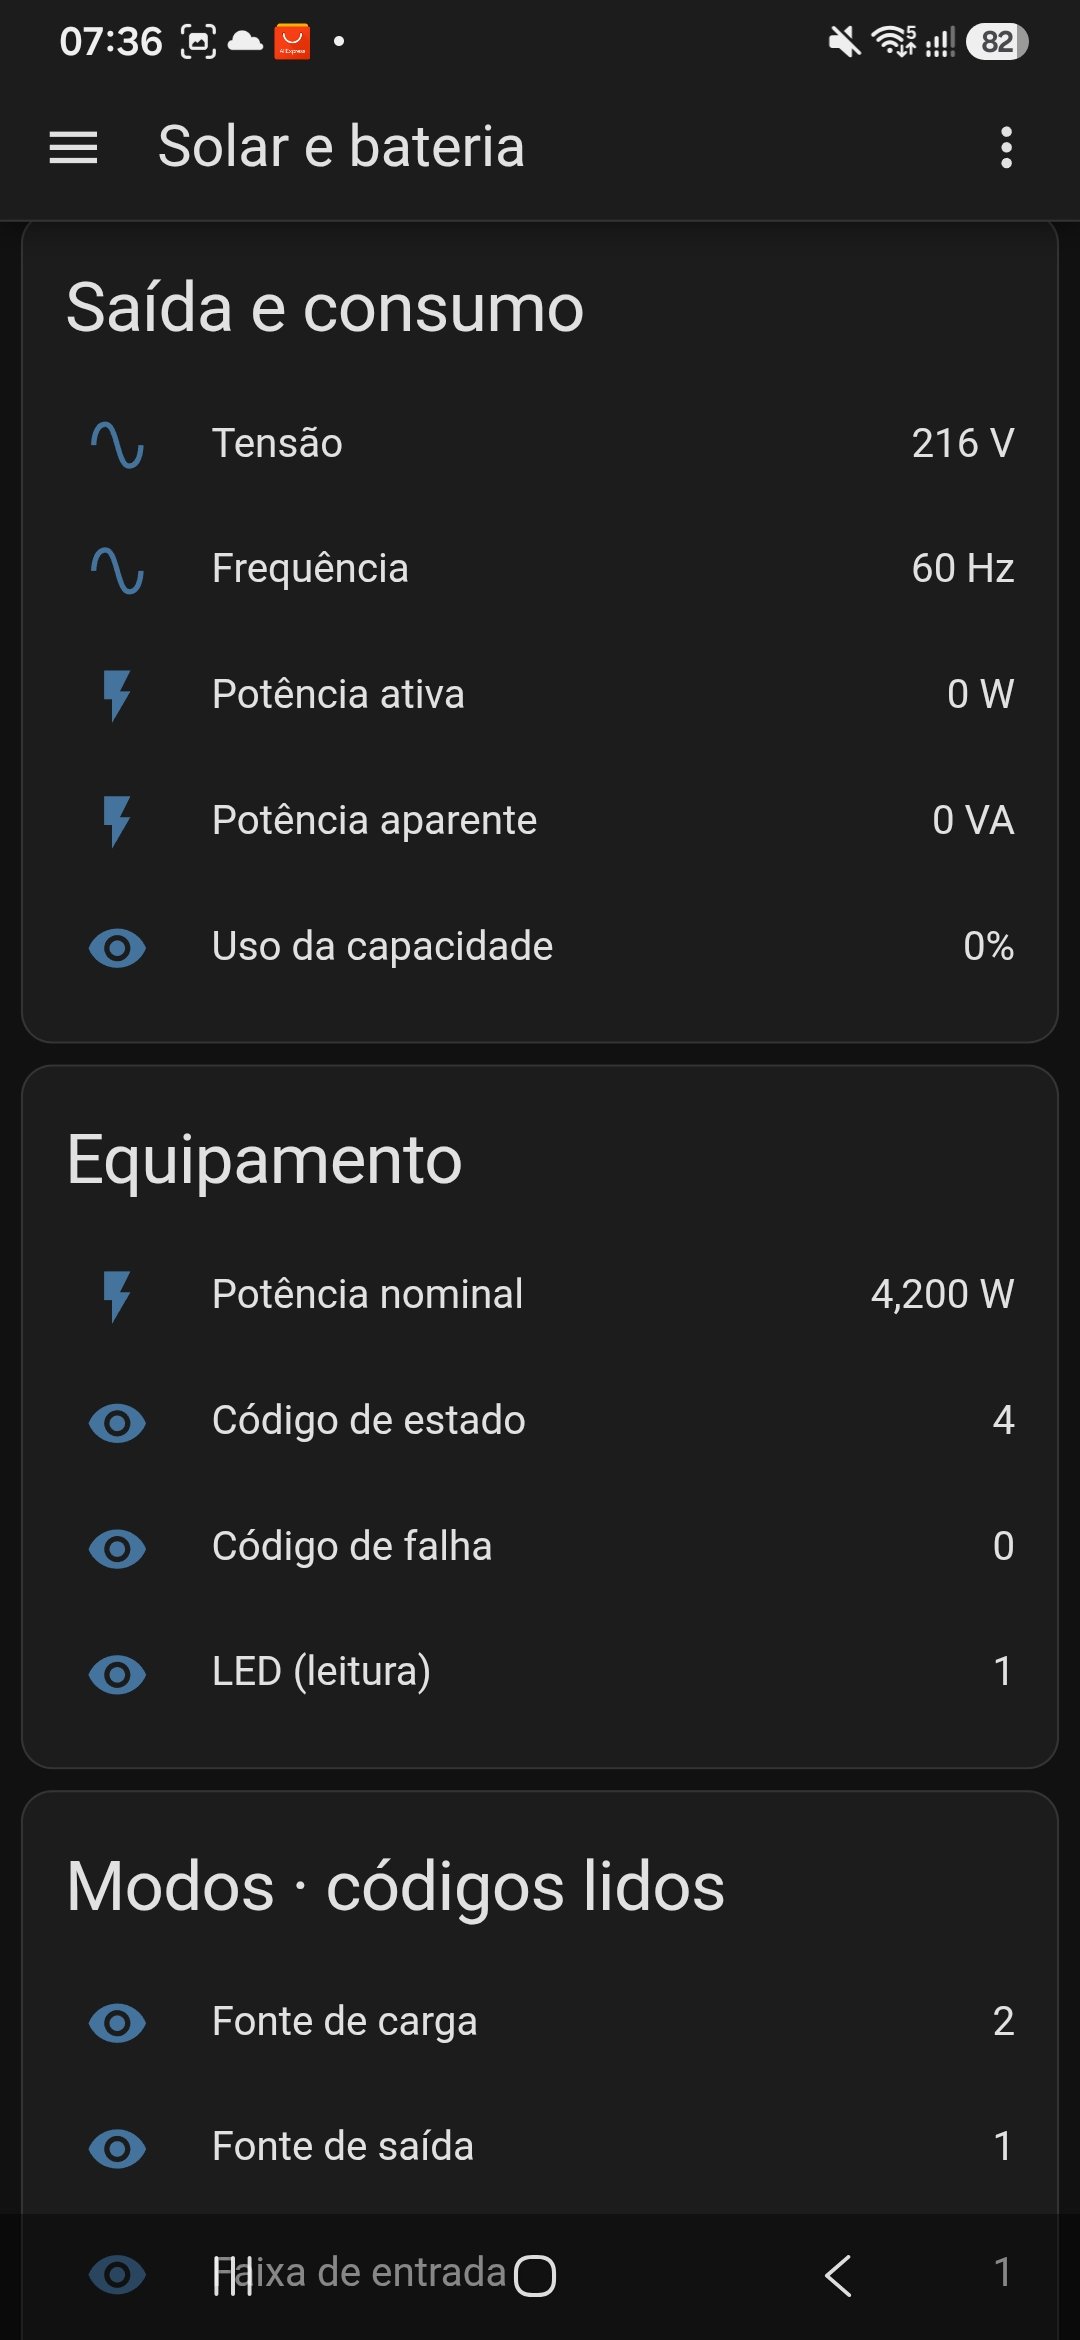 07:36
82
Solar e bateria
Saída e consumo
Tensão 216 V
Frequência 60 Hz
Potência ativa 0 W
Potência aparente 0 VA
Uso da capacidade 0%
Equipamento
Potência nominal 4,200 W
Código de estado 4
Código de falha 0
LED (leitura) 1
Modos · códigos lidos
Fonte de carga 2
Fonte de saída 1
Faixa de entrada 1